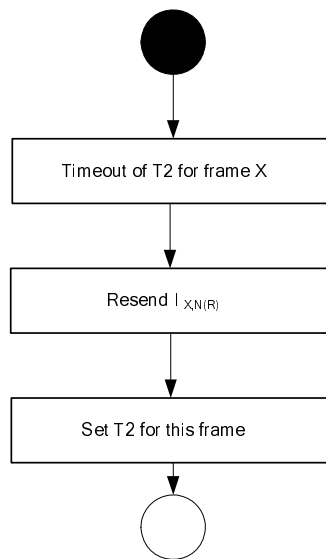 Timeout of T2 for frame X
Resend I X,N(R)
Set T2 for this frame